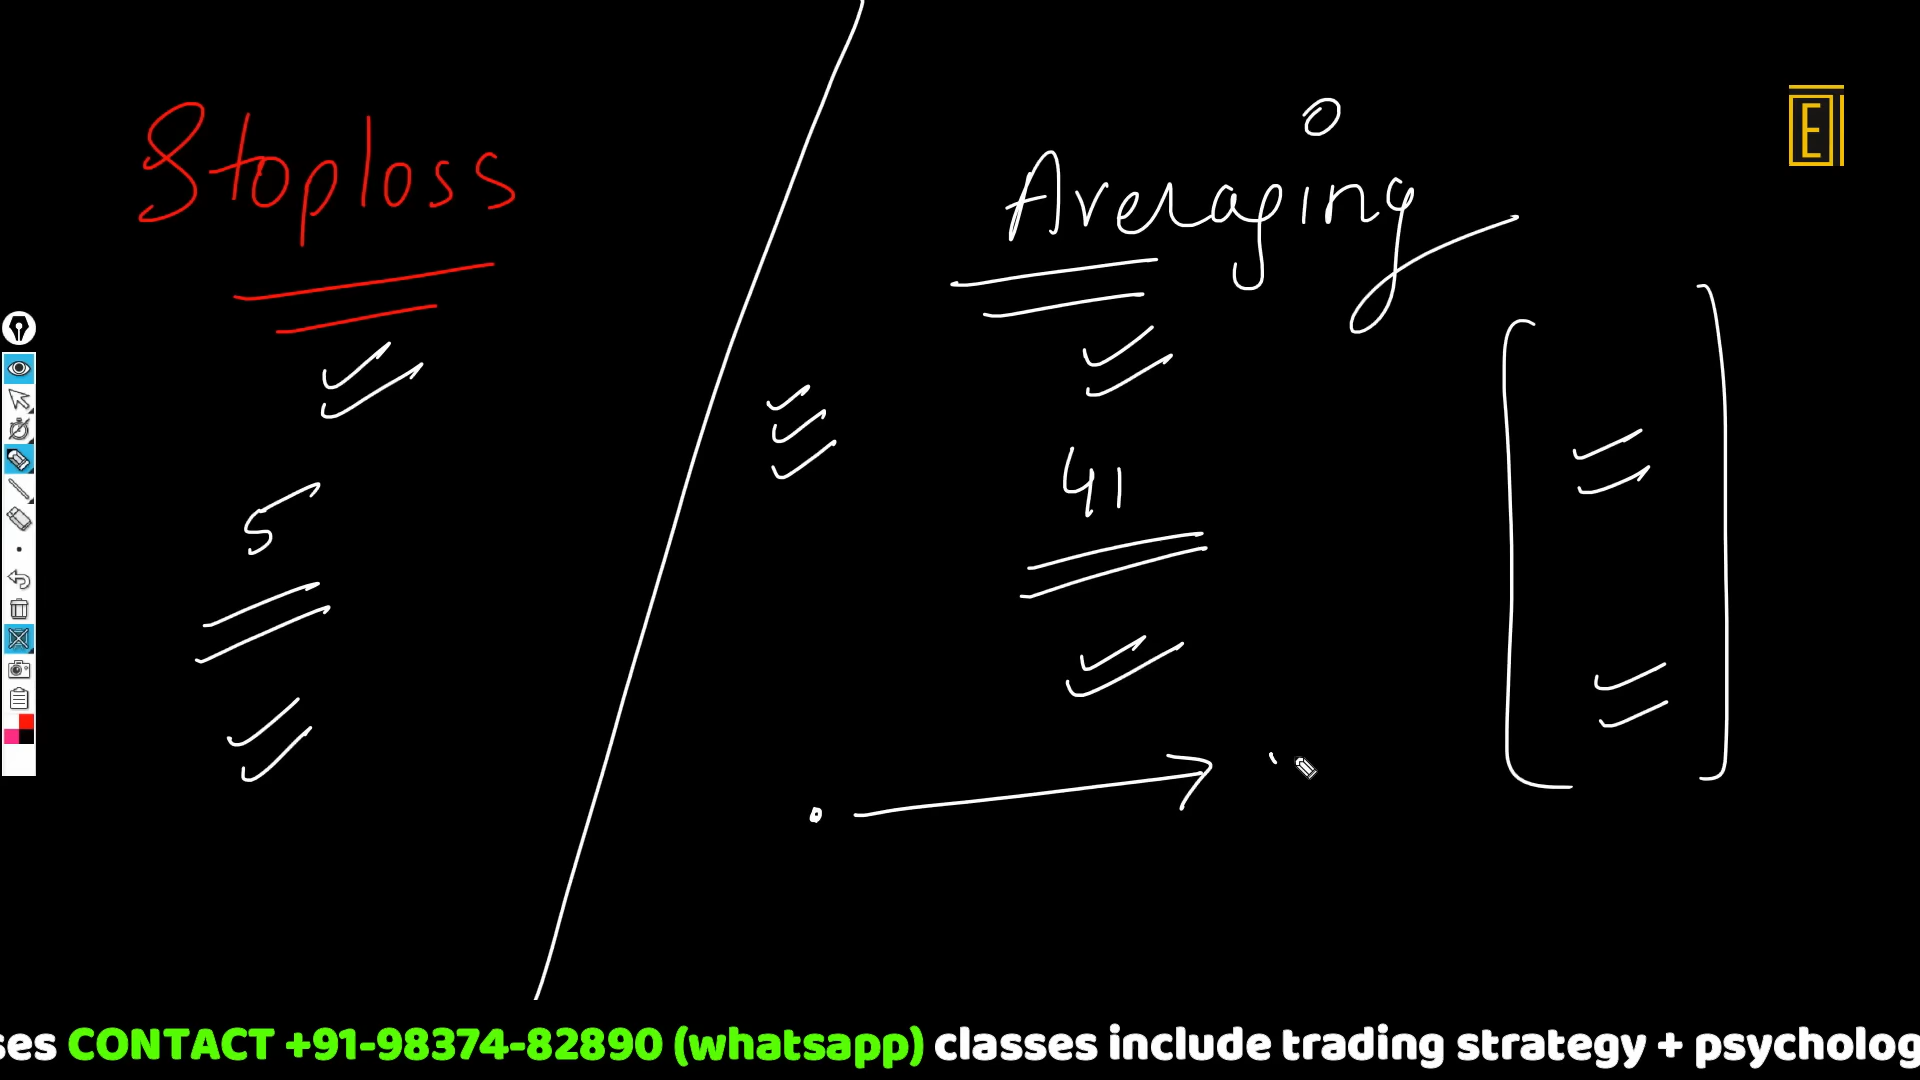 Stoploss
Averaging
E
5
41
ses CONTACT +91-98374-82890 (whatsapp) classes include trading strategy + psycholog